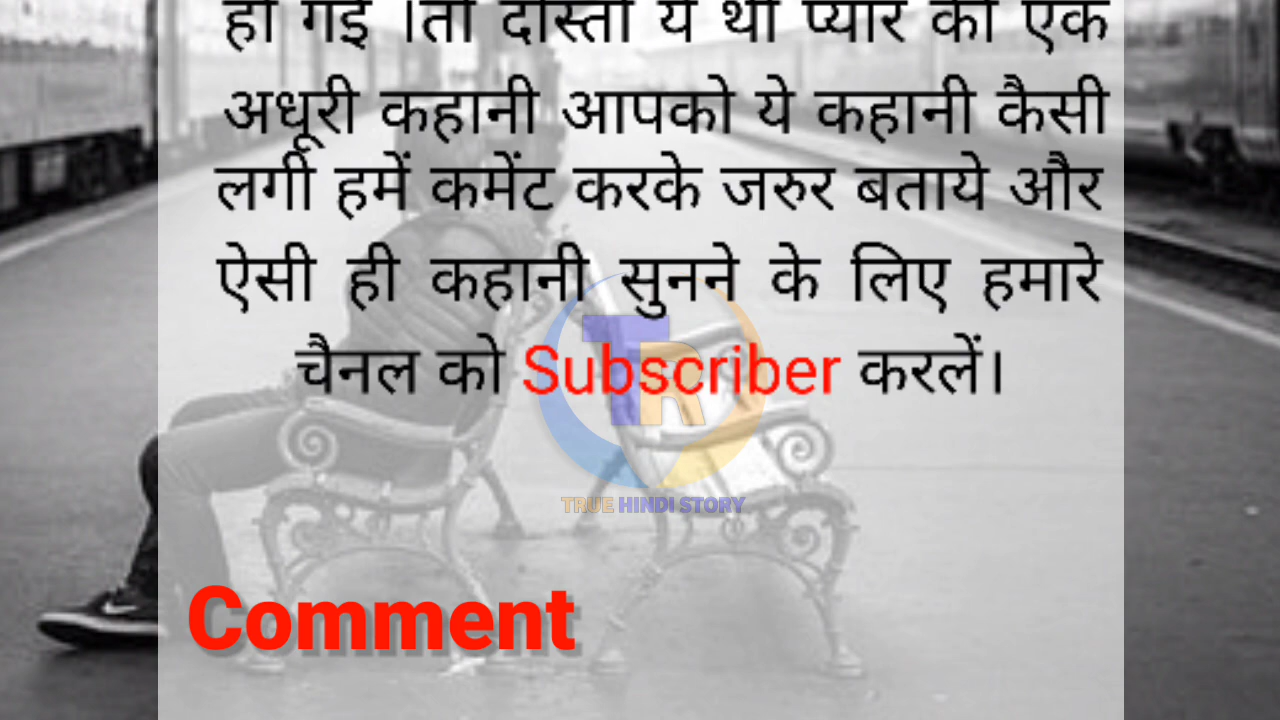 हो गई ।तो दोस्तो ये थी प्यार की एक
अधूरी कहानी आपको ये कहानी कैसी
लगी हमें कमेंट करके जरुर बताये और
ऐसी ही कहानी सुनने के लिए हमारे
चैनल को Subscriber करलें।
TR
TRUE HINDI STORY
Comment